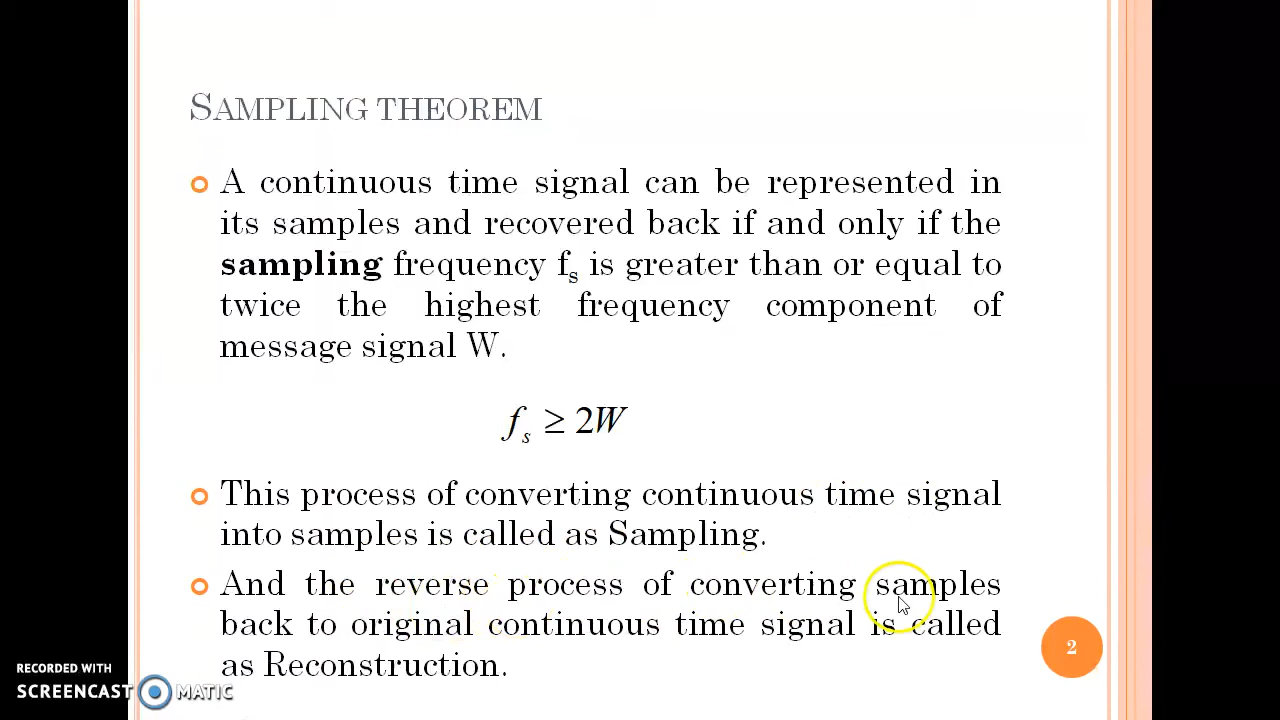 SAMPLING THEOREM
A continuous time signal can be represented in
its samples and recovered back if and only if the
sampling frequency fs is greater than or equal to
twice the highest frequency component of
message signal W.
fs ≥ 2W
This process of converting continuous time signal
into samples is called as Sampling.
And the reverse process of converting samples
back to original continuous time signal is called
as Reconstruction.
2
RECORDED WITH
SCREENCAST MATIC